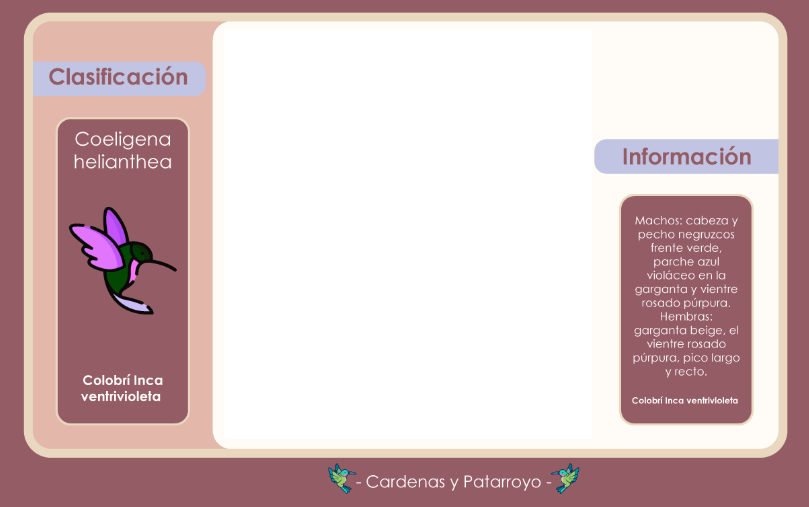 Clasificación
Coeligena
helianthea
Colobrí Inca
ventrivioleta
Información
Machos: cabeza y
pecho negruzcos
frente verde,
parche azul
violáceo en la
garganta y vientre
rosado púrpura.
Hembras:
garganta beige, el
vientre rosado
púrpura, pico largo
y recto.
Colobrí Inca ventrivioleta
- Cardenas y Patarroyo -